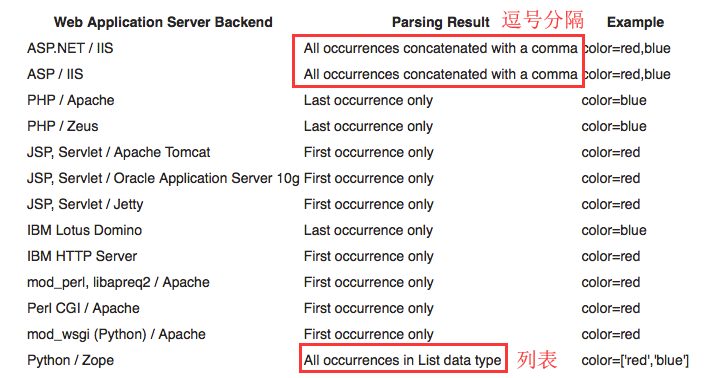 Web Application Server Backend Parsing Result 逗号分隔 Example
ASP.NET / IIS All occurrences concatenated with a comma color=red,blue
ASP / IIS All occurrences concatenated with a comma color=red,blue
PHP / Apache Last occurrence only color=blue
PHP / Zeus Last occurrence only color=blue
JSP, Servlet / Apache Tomcat First occurrence only color=red
JSP, Servlet / Oracle Application Server 10g First occurrence only color=red
JSP, Servlet / Jetty First occurrence only color=red
IBM Lotus Domino Last occurrence only color=blue
IBM HTTP Server First occurrence only color=red
mod_perl, libapreq2 / Apache First occurrence only color=red
Perl CGI / Apache First occurrence only color=red
mod_wsgi (Python) / Apache First occurrence only color=red
Python / Zope All occurrences in List data type 列表 color=['red','blue']